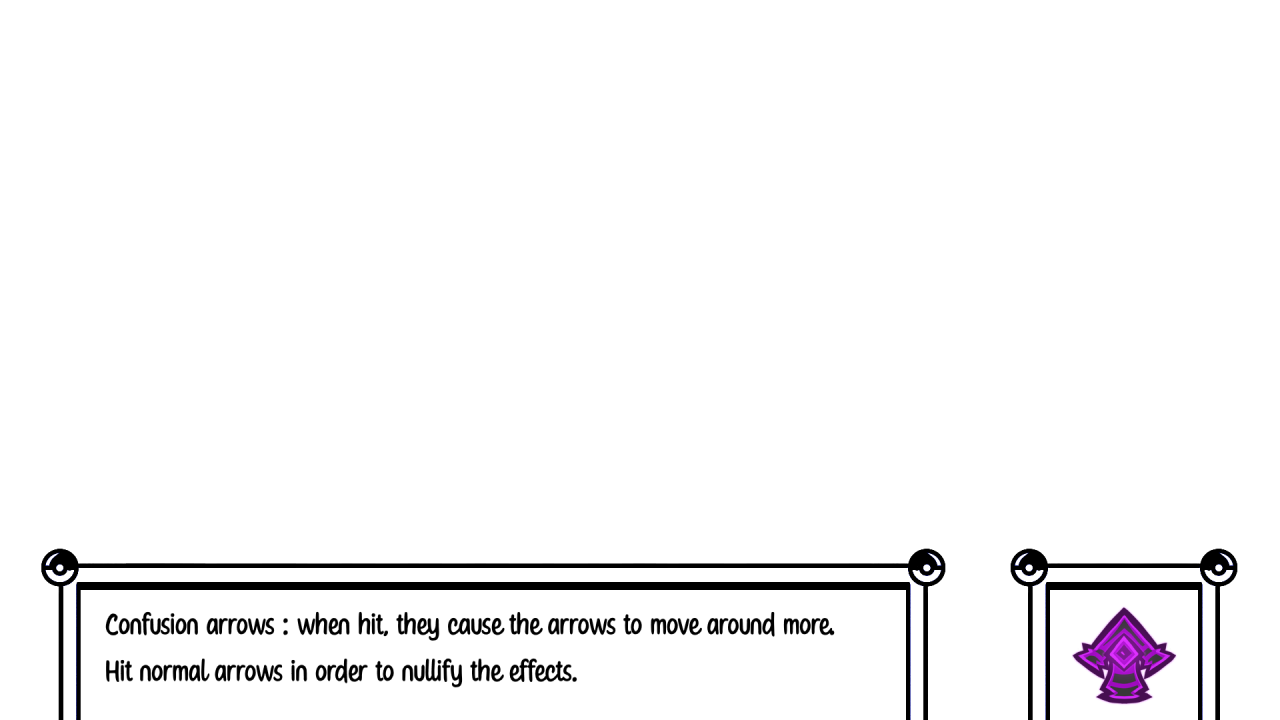 Confusion arrows : when hit, they cause the arrows to move around more.
Hit normal arrows in order to nullify the effects.